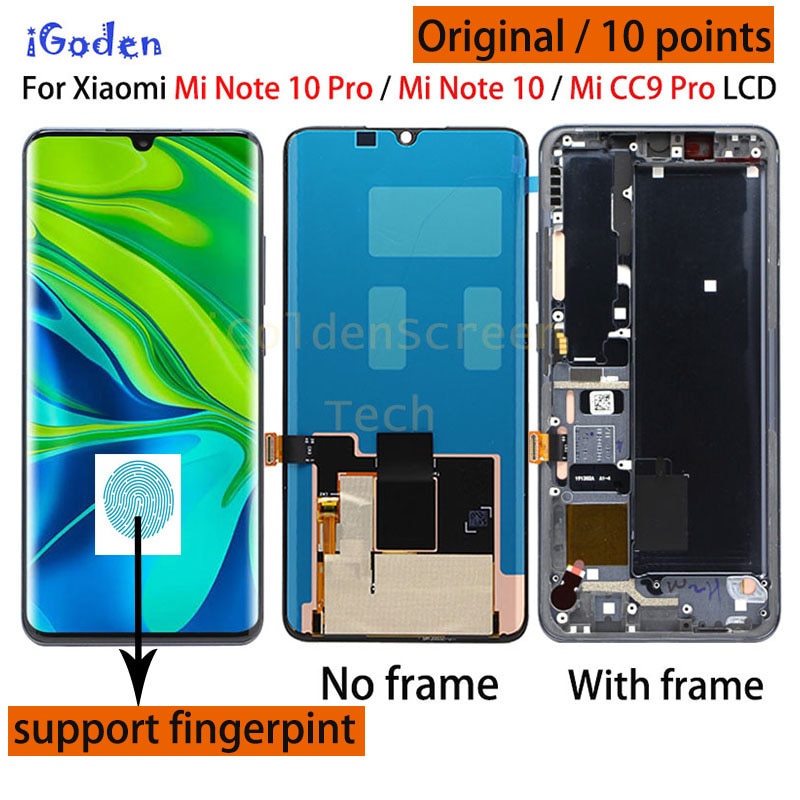 iGoden
Original / 10 points
For Xiaomi Mi Note 10 Pro / Mi Note 10 / Mi CC9 Pro LCD
iGoldenScreen
Tech
No frame
With frame
support fingerpint